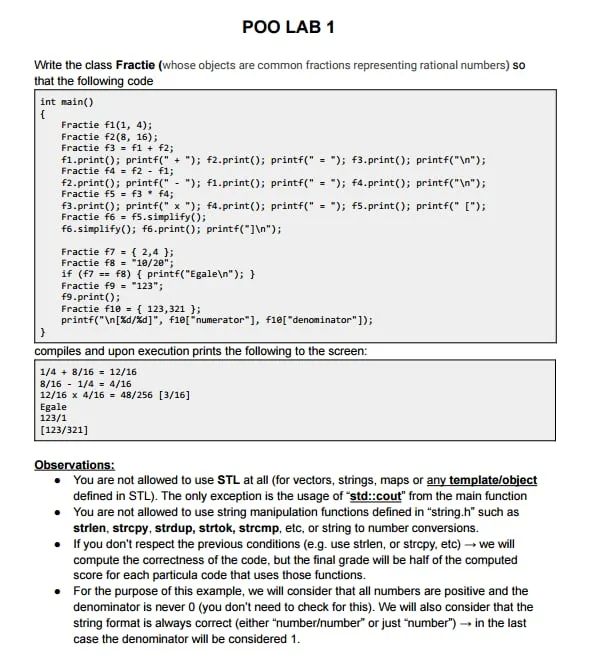 POO LAB 1
Write the class Fractie (whose objects are common fractions representing rational numbers) so
that the following code
int main()
{
    Fractie f1(1, 4);
    Fractie f2(8, 16);
    Fractie f3 = f1 + f2;
    f1.print(); printf(" + "); f2.print(); printf(" = "); f3.print(); printf("\n");
    Fractie f4 = f2 - f1;
    f2.print(); printf(" - "); f1.print(); printf(" = "); f4.print(); printf("\n");
    Fractie f5 = f3 * f4;
    f3.print(); printf(" x "); f4.print(); printf(" = "); f5.print(); printf(" [");
    Fractie f6 = f5.simplify();
    f6.simplify(); f6.print(); printf("]\n");
    Fractie f7 = { 2,4 };
    Fractie f8 = "10/20";
    if (f7 == f8) { printf("Egale\n"); }
    Fractie f9 = "123";
    f9.print();
    Fractie f10 = { 123,321 };
    printf("\n[%d/%d]", f10["numerator"], f10["denominator"]);
}
compiles and upon execution prints the following to the screen:
1/4 + 8/16 = 12/16
8/16 - 1/4 = 4/16
12/16 x 4/16 = 48/256 [3/16]
Egale
123/1
[123/321]
Observations:
● You are not allowed to use STL at all (for vectors, strings, maps or any template/object
defined in STL). The only exception is the usage of "std::cout" from the main function
● You are not allowed to use string manipulation functions defined in "string.h" such as
strlen, strcpy, strdup, strtok, strcmp, etc, or string to number conversions.
● If you don't respect the previous conditions (e.g. use strlen, or strcpy, etc) → we will
compute the correctness of the code, but the final grade will be half of the computed
score for each particula code that uses those functions.
● For the purpose of this example, we will consider that all numbers are positive and the
denominator is never 0 (you don't need to check for this). We will also consider that the
string format is always correct (either "number/number" or just "number") → in the last
case the denominator will be considered 1.